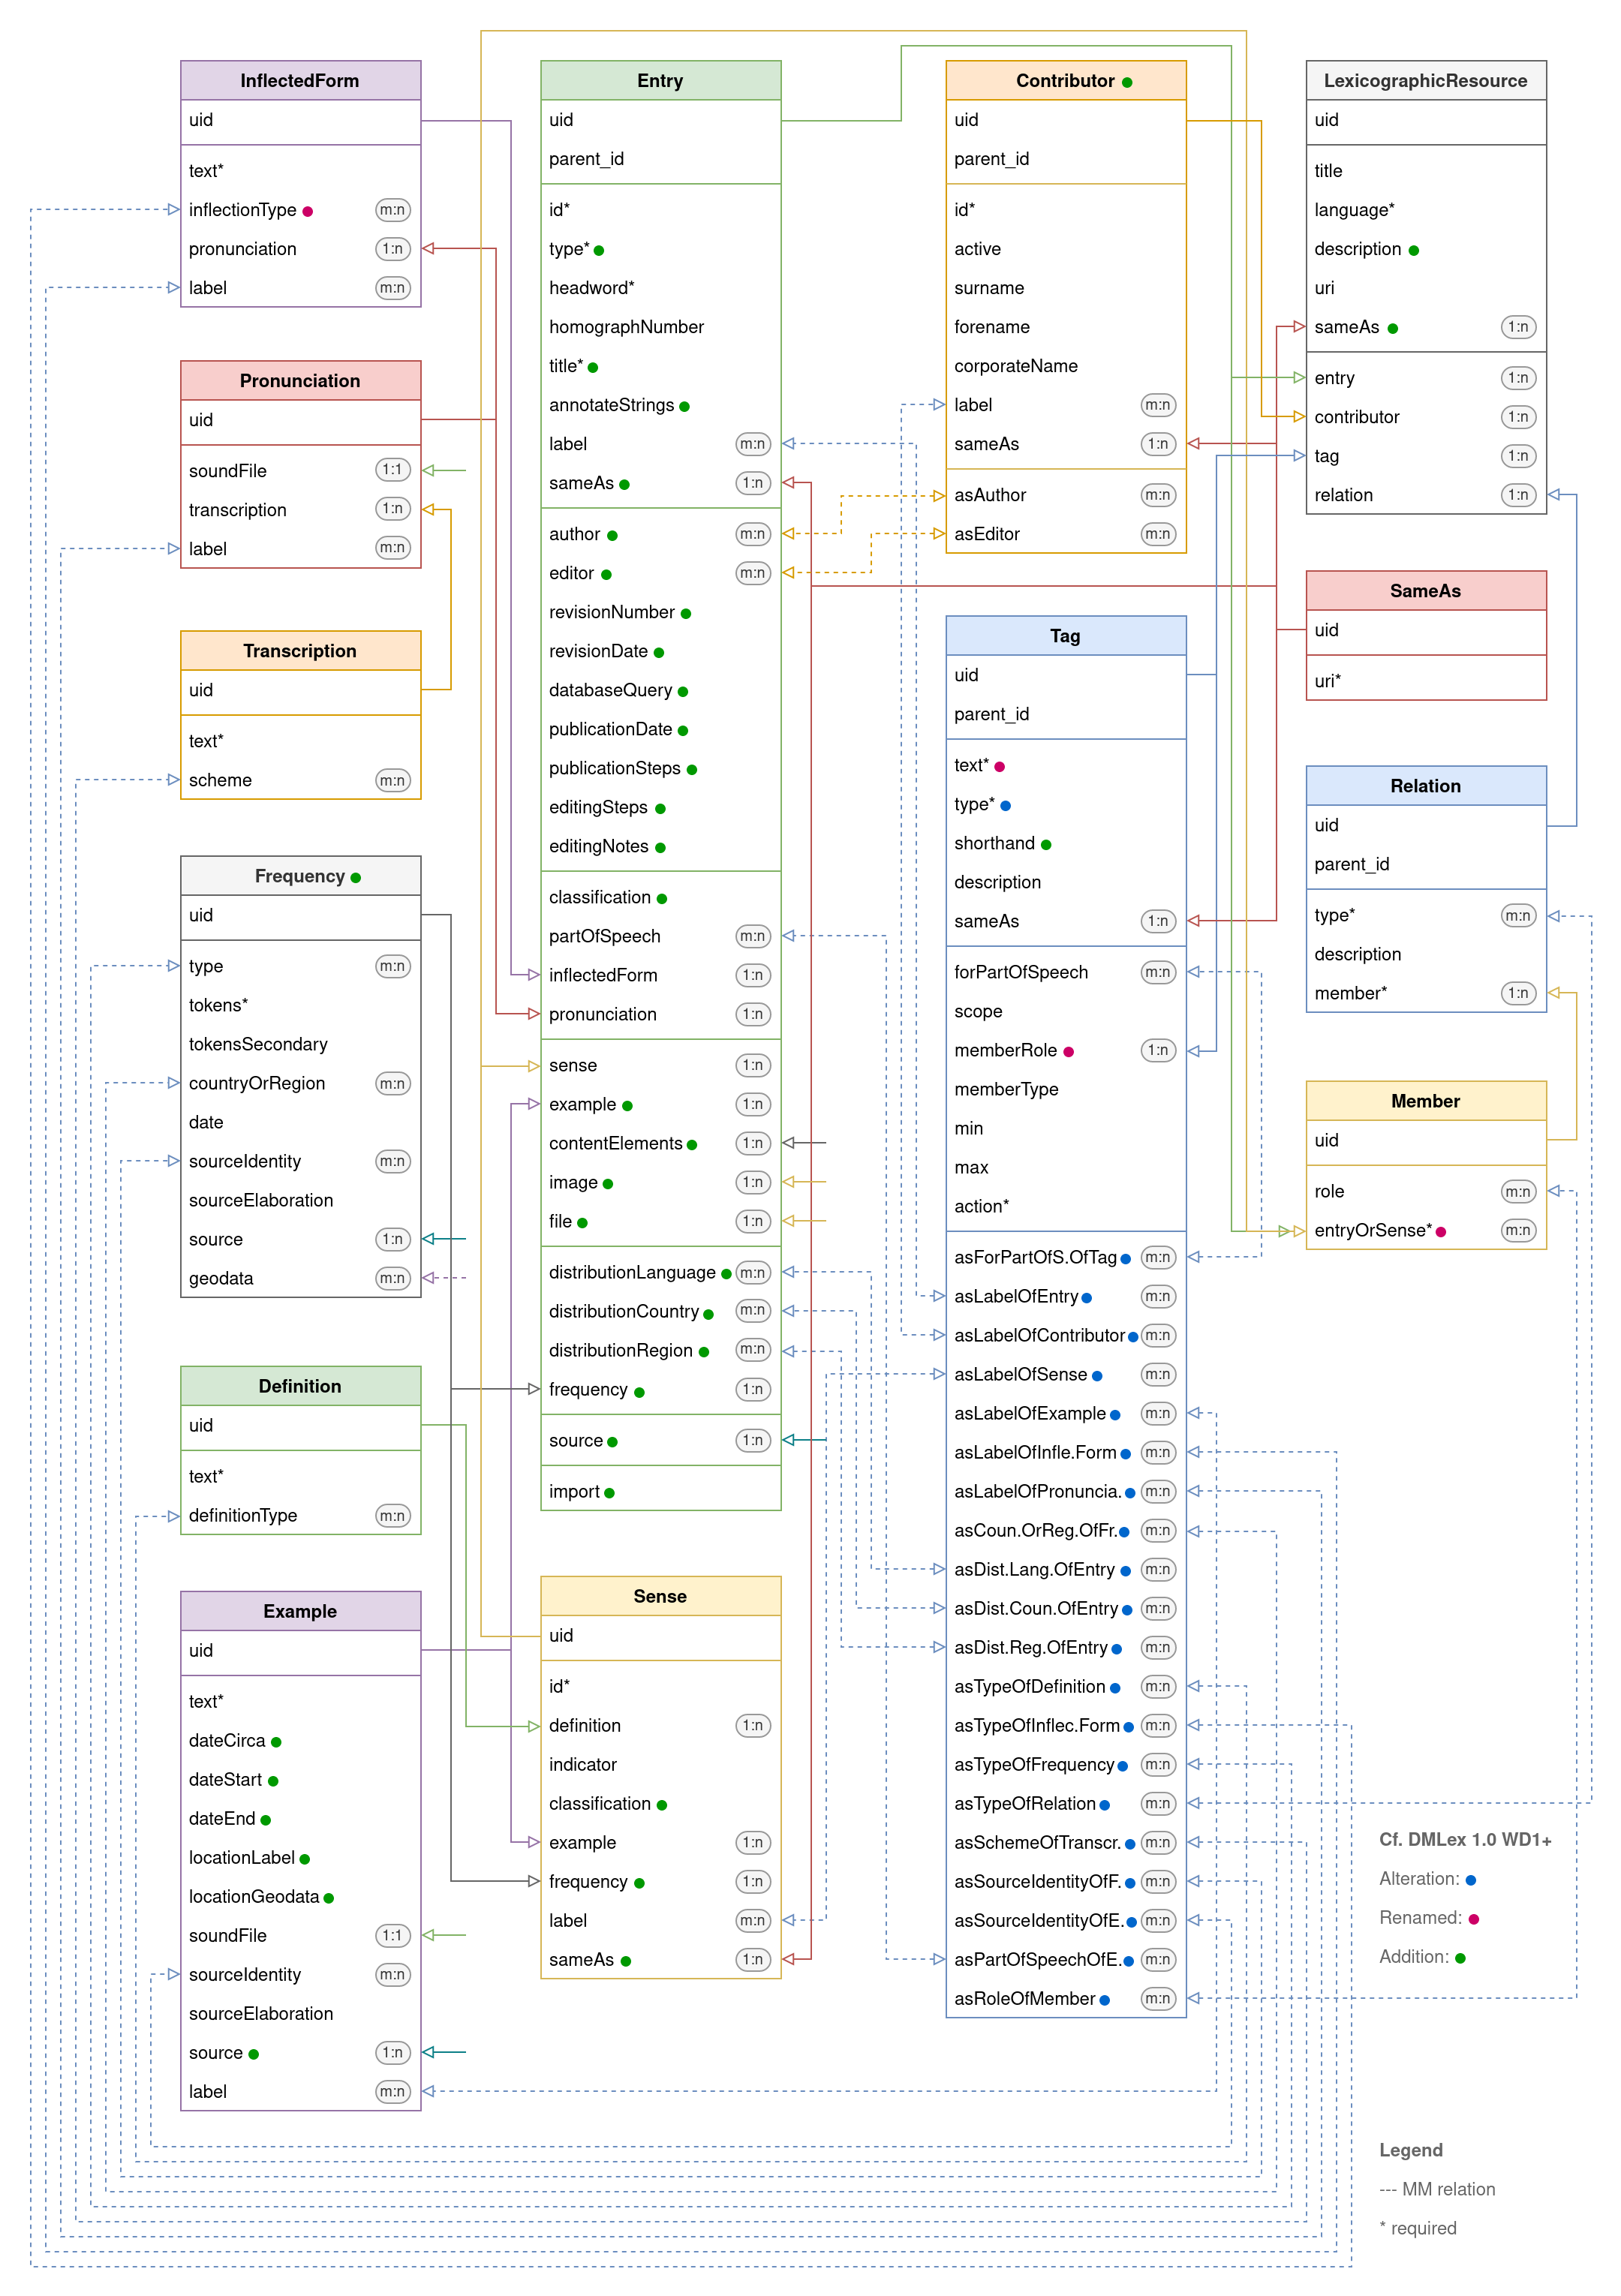 InflectedForm
uid
text*
inflectionType
m:n
pronunciation
1:n
label
m:n
Pronunciation
uid
soundFile
1:1
transcription
1:n
label
m:n
Transcription
uid
text*
scheme
m:n
Frequency
uid
type
m:n
tokens*
tokensSecondary
countryOrRegion
m:n
date
sourceIdentity
m:n
sourceElaboration
source
1:n
geodata
m:n
Definition
uid
text*
definitionType
m:n
Example
uid
text*
dateCirca
dateStart
dateEnd
locationLabel
locationGeodata
soundFile
1:1
sourceIdentity
m:n
sourceElaboration
source
1:n
label
m:n
Entry
uid
parent_id
id*
type*
headword*
homographNumber
title*
annotateStrings
label
m:n
sameAs
1:n
author
m:n
editor
m:n
revisionNumber
revisionDate
databaseQuery
publicationDate
publicationSteps
editingSteps
editingNotes
classification
partOfSpeech
m:n
inflectedForm
1:n
pronunciation
1:n
sense
1:n
example
1:n
contentElements
1:n
image
1:n
file
1:n
distributionLanguage
m:n
distributionCountry
m:n
distributionRegion
m:n
frequency
1:n
source
1:n
import
Sense
uid
id*
definition
1:n
indicator
classification
example
1:n
frequency
1:n
label
m:n
sameAs
1:n
Contributor
uid
parent_id
id*
active
surname
forename
corporateName
label
m:n
sameAs
1:n
asAuthor
m:n
asEditor
m:n
Tag
uid
parent_id
text*
type*
shorthand
description
sameAs
1:n
forPartOfSpeech
m:n
scope
memberRole
1:n
memberType
min
max
action*
asForPartOfS.OfTag
m:n
asLabelOfEntry
m:n
asLabelOfContributor
m:n
asLabelOfSense
m:n
asLabelOfExample
m:n
asLabelOfInfle.Form
m:n
asLabelOfPronuncia.
m:n
asCoun.OrReg.OfFr.
m:n
asDist.Lang.OfEntry
m:n
asDist.Coun.OfEntry
m:n
asDist.Reg.OfEntry
m:n
asTypeOfDefinition
m:n
asTypeOfInflec.Form
m:n
asTypeOfFrequency
m:n
asTypeOfRelation
m:n
asSchemeOfTranscr.
m:n
asSourceIdentityOfF.
m:n
asSourceIdentityOfE.
m:n
asPartOfSpeechOfE.
m:n
asRoleOfMember
m:n
LexicographicResource
uid
title
language*
description
uri
sameAs
1:n
entry
1:n
contributor
1:n
tag
1:n
relation
1:n
SameAs
uid
uri*
Relation
uid
parent_id
type*
m:n
description
member*
1:n
Member
uid
role
m:n
entryOrSense*
m:n
Cf. DMLex 1.0 WD1+
Alteration:
Renamed:
Addition:
Legend
--- MM relation
* required